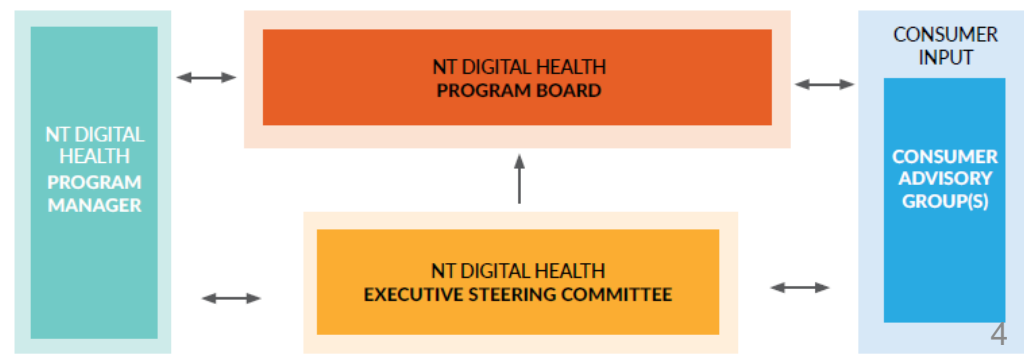 NT DIGITAL
HEALTH
PROGRAM
MANAGER
NT DIGITAL HEALTH
PROGRAM BOARD
CONSUMER
INPUT
CONSUMER
ADVISORY
GROUP(S)
NT DIGITAL HEALTH
EXECUTIVE STEERING COMMITTEE
4